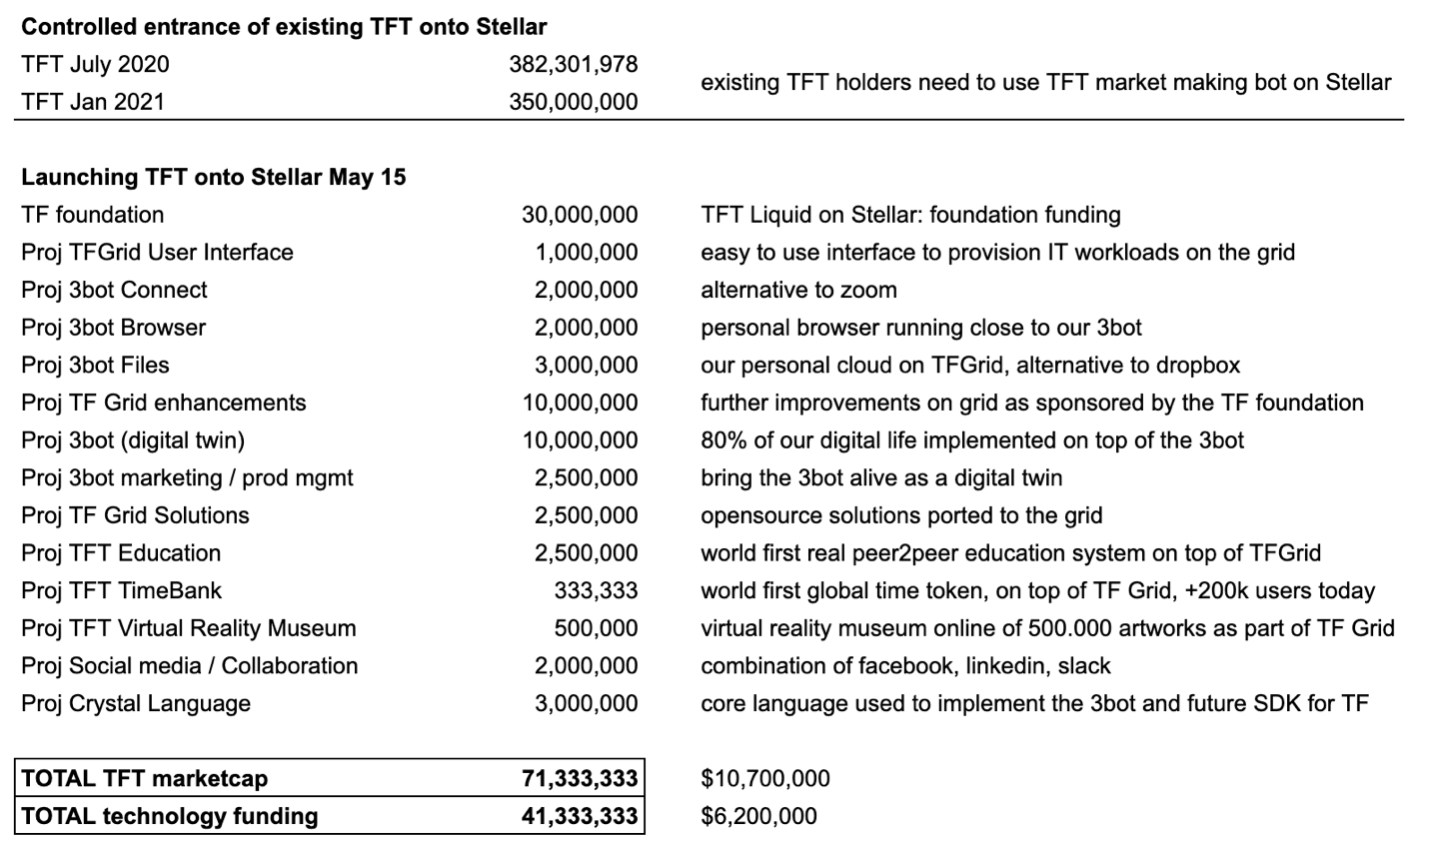 Controlled entrance of existing TFT onto Stellar
TFT July 2020 382,301,978
existing TFT holders need to use TFT market making bot on Stellar
TFT Jan 2021 350,000,000
Launching TFT onto Stellar May 15
TF foundation 30,000,000 TFT Liquid on Stellar: foundation funding
Proj TFGrid User Interface 1,000,000 easy to use interface to provision IT workloads on the grid
Proj 3bot Connect 2,000,000 alternative to zoom
Proj 3bot Browser 2,000,000 personal browser running close to our 3bot
Proj 3bot Files 3,000,000 our personal cloud on TFGrid, alternative to dropbox
Proj TF Grid enhancements 10,000,000 further improvements on grid as sponsored by the TF foundation
Proj 3bot (digital twin) 10,000,000 80% of our digital life implemented on top of the 3bot
Proj 3bot marketing / prod mgmt 2,500,000 bring the 3bot alive as a digital twin
Proj TF Grid Solutions 2,500,000 opensource solutions ported to the grid
Proj TFT Education 2,500,000 world first real peer2peer education system on top of TFGrid
Proj TFT TimeBank 333,333 world first global time token, on top of TF Grid, +200k users today
Proj TFT Virtual Reality Museum 500,000 virtual reality museum online of 500.000 artworks as part of TF Grid
Proj Social media / Collaboration 2,000,000 combination of facebook, linkedin, slack
Proj Crystal Language 3,000,000 core language used to implement the 3bot and future SDK for TF
TOTAL TFT marketcap 71,333,333 $10,700,000
TOTAL technology funding 41,333,333 $6,200,000